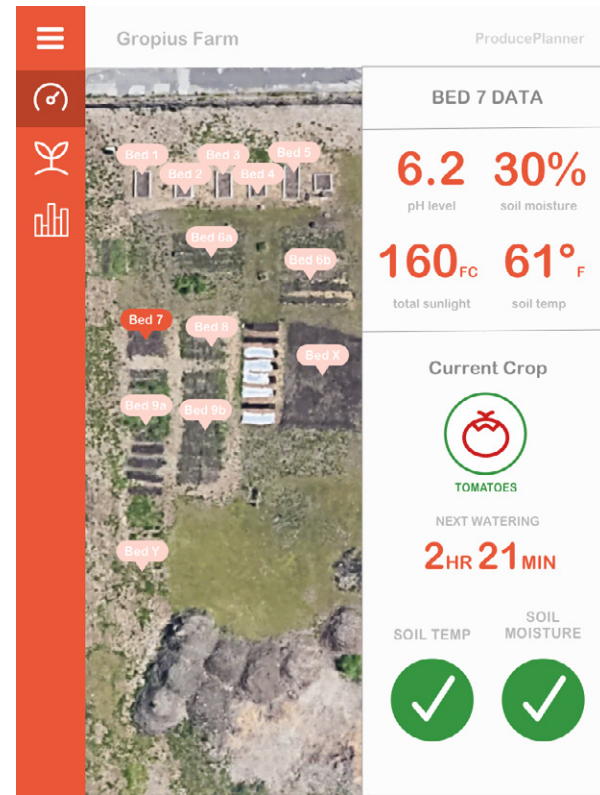 Gropius Farm
ProducePlanner
Bed 1
Bed 2
Bed 3
Bed 4
Bed 5
Bed 6a
Bed 6b
Bed 7
Bed 8
Bed X
Bed 9a
Bed 9b
Bed Y
BED 7 DATA
6.2 30%
pH level soil moisture
160FC 61°F
total sunlight soil temp
Current Crop
TOMATOES
NEXT WATERING
2HR 21MIN
SOIL TEMP
SOIL
MOISTURE